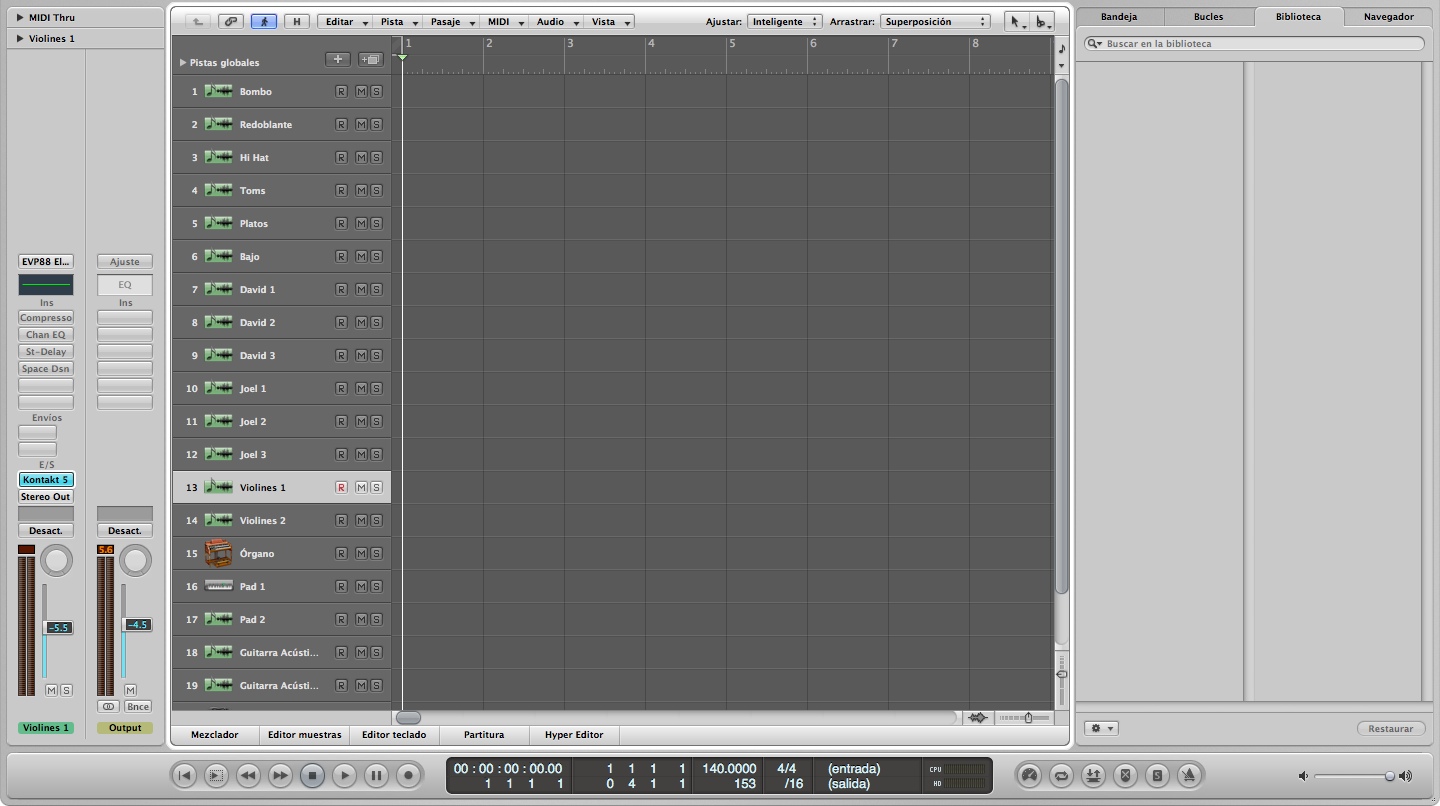 MIDI Thru
Violines 1
H Editar Pista Pasaje MIDI Audio Vista Ajustar: Inteligente Arrastrar: Superposición
Bandeja Bucles Biblioteca Navegador
Buscar en la biblioteca
Pistas globales
1 2 3 4 5 6 7 8
1 Bombo R M S
2 Redoblante R M S
3 Hi Hat R M S
4 Toms R M S
5 Platos R M S
6 Bajo R M S
7 David 1 R M S
8 David 2 R M S
9 David 3 R M S
10 Joel 1 R M S
11 Joel 2 R M S
12 Joel 3 R M S
13 Violines 1 R M S
14 Violines 2 R M S
15 Órgano R M S
16 Pad 1 R M S
17 Pad 2 R M S
18 Guitarra Acústi... R M S
19 Guitarra Acústi... R M S
EVP88 El... Ajuste
EQ
Ins Ins
Compresso
Chan EQ
St-Delay
Space Dsn
Envíos
E/S
Kontakt 5
Stereo Out
Desact. Desact.
5.6
-5.5 -4.5
M S M
Bnce
Violines 1 Output
Mezclador Editor muestras Editor teclado Partitura Hyper Editor
Restaurar
00 : 00 : 00 : 00.00 1 1 1 1 140.0000 4/4 (entrada) CPU
1 1 1 1 0 4 1 1 153 /16 (salida) HD
S